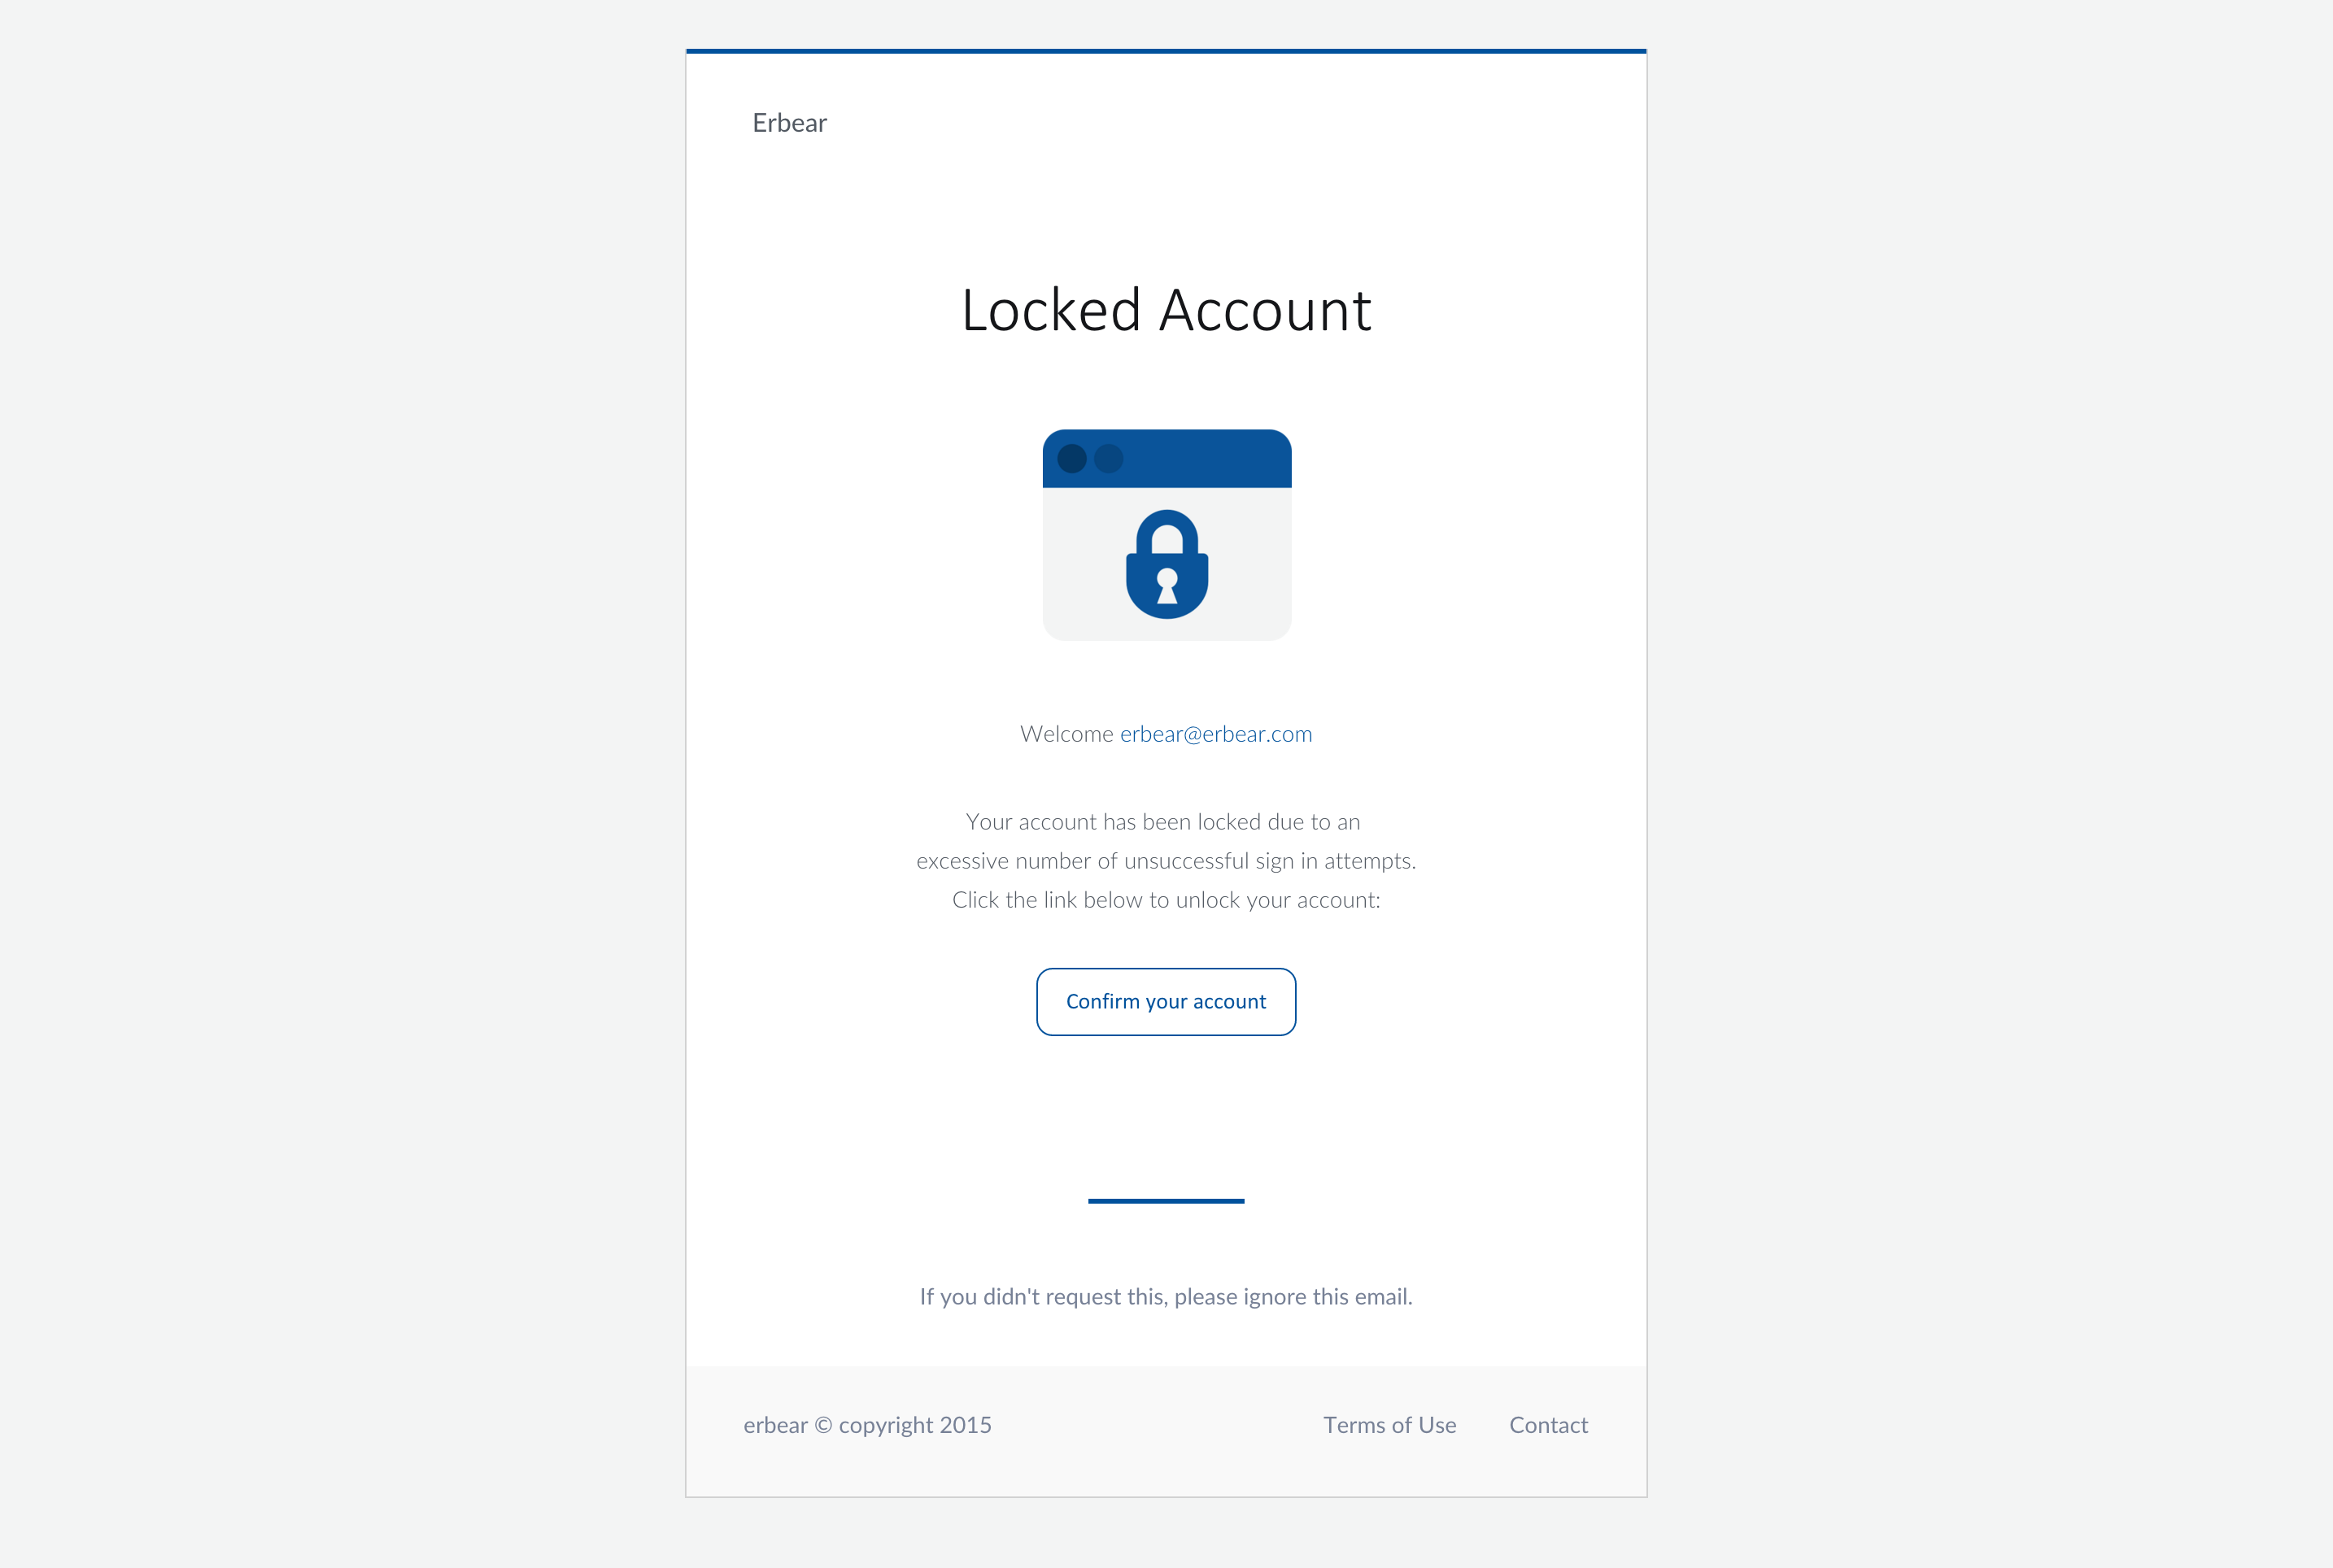 Erbear
Locked Account
Welcome erbear@erbear.com
Your account has been locked due to an
excessive number of unsuccessful sign in attempts.
Click the link below to unlock your account:
Confirm your account
If you didn't request this, please ignore this email.
erbear © copyright 2015 Terms of Use Contact